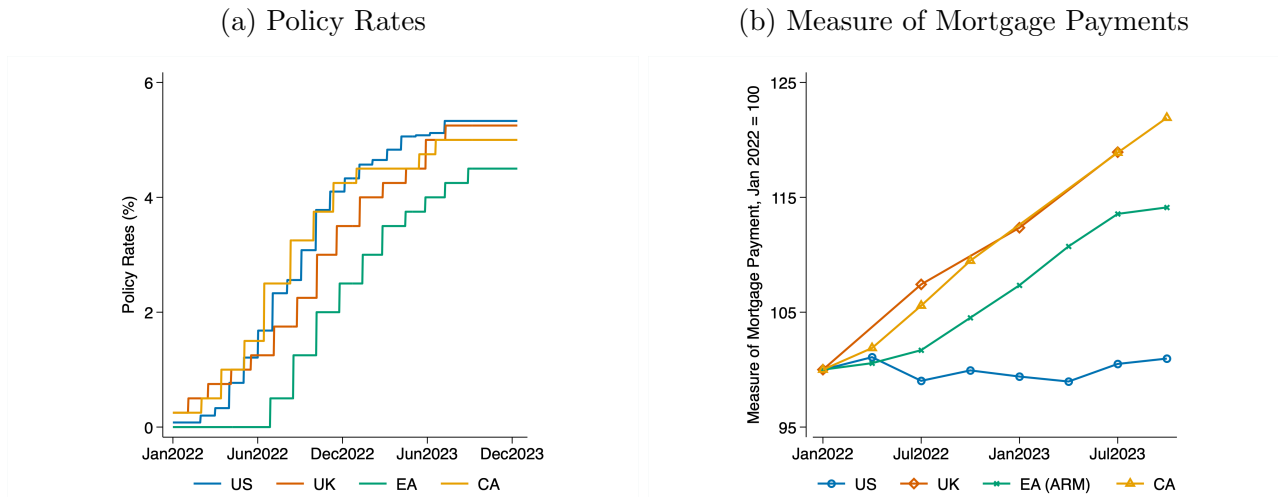 (a) Policy Rates
6
4
2
0
Policy Rates (%)
Jan2022 Jun2022 Dec2022 Jun2023 Dec2023
US UK EA CA
(b) Measure of Mortgage Payments
125
115
105
95
Measure of Mortgage Payment, Jan 2022 = 100
Jan2022 Jul2022 Jan2023 Jul2023
US UK EA (ARM) CA